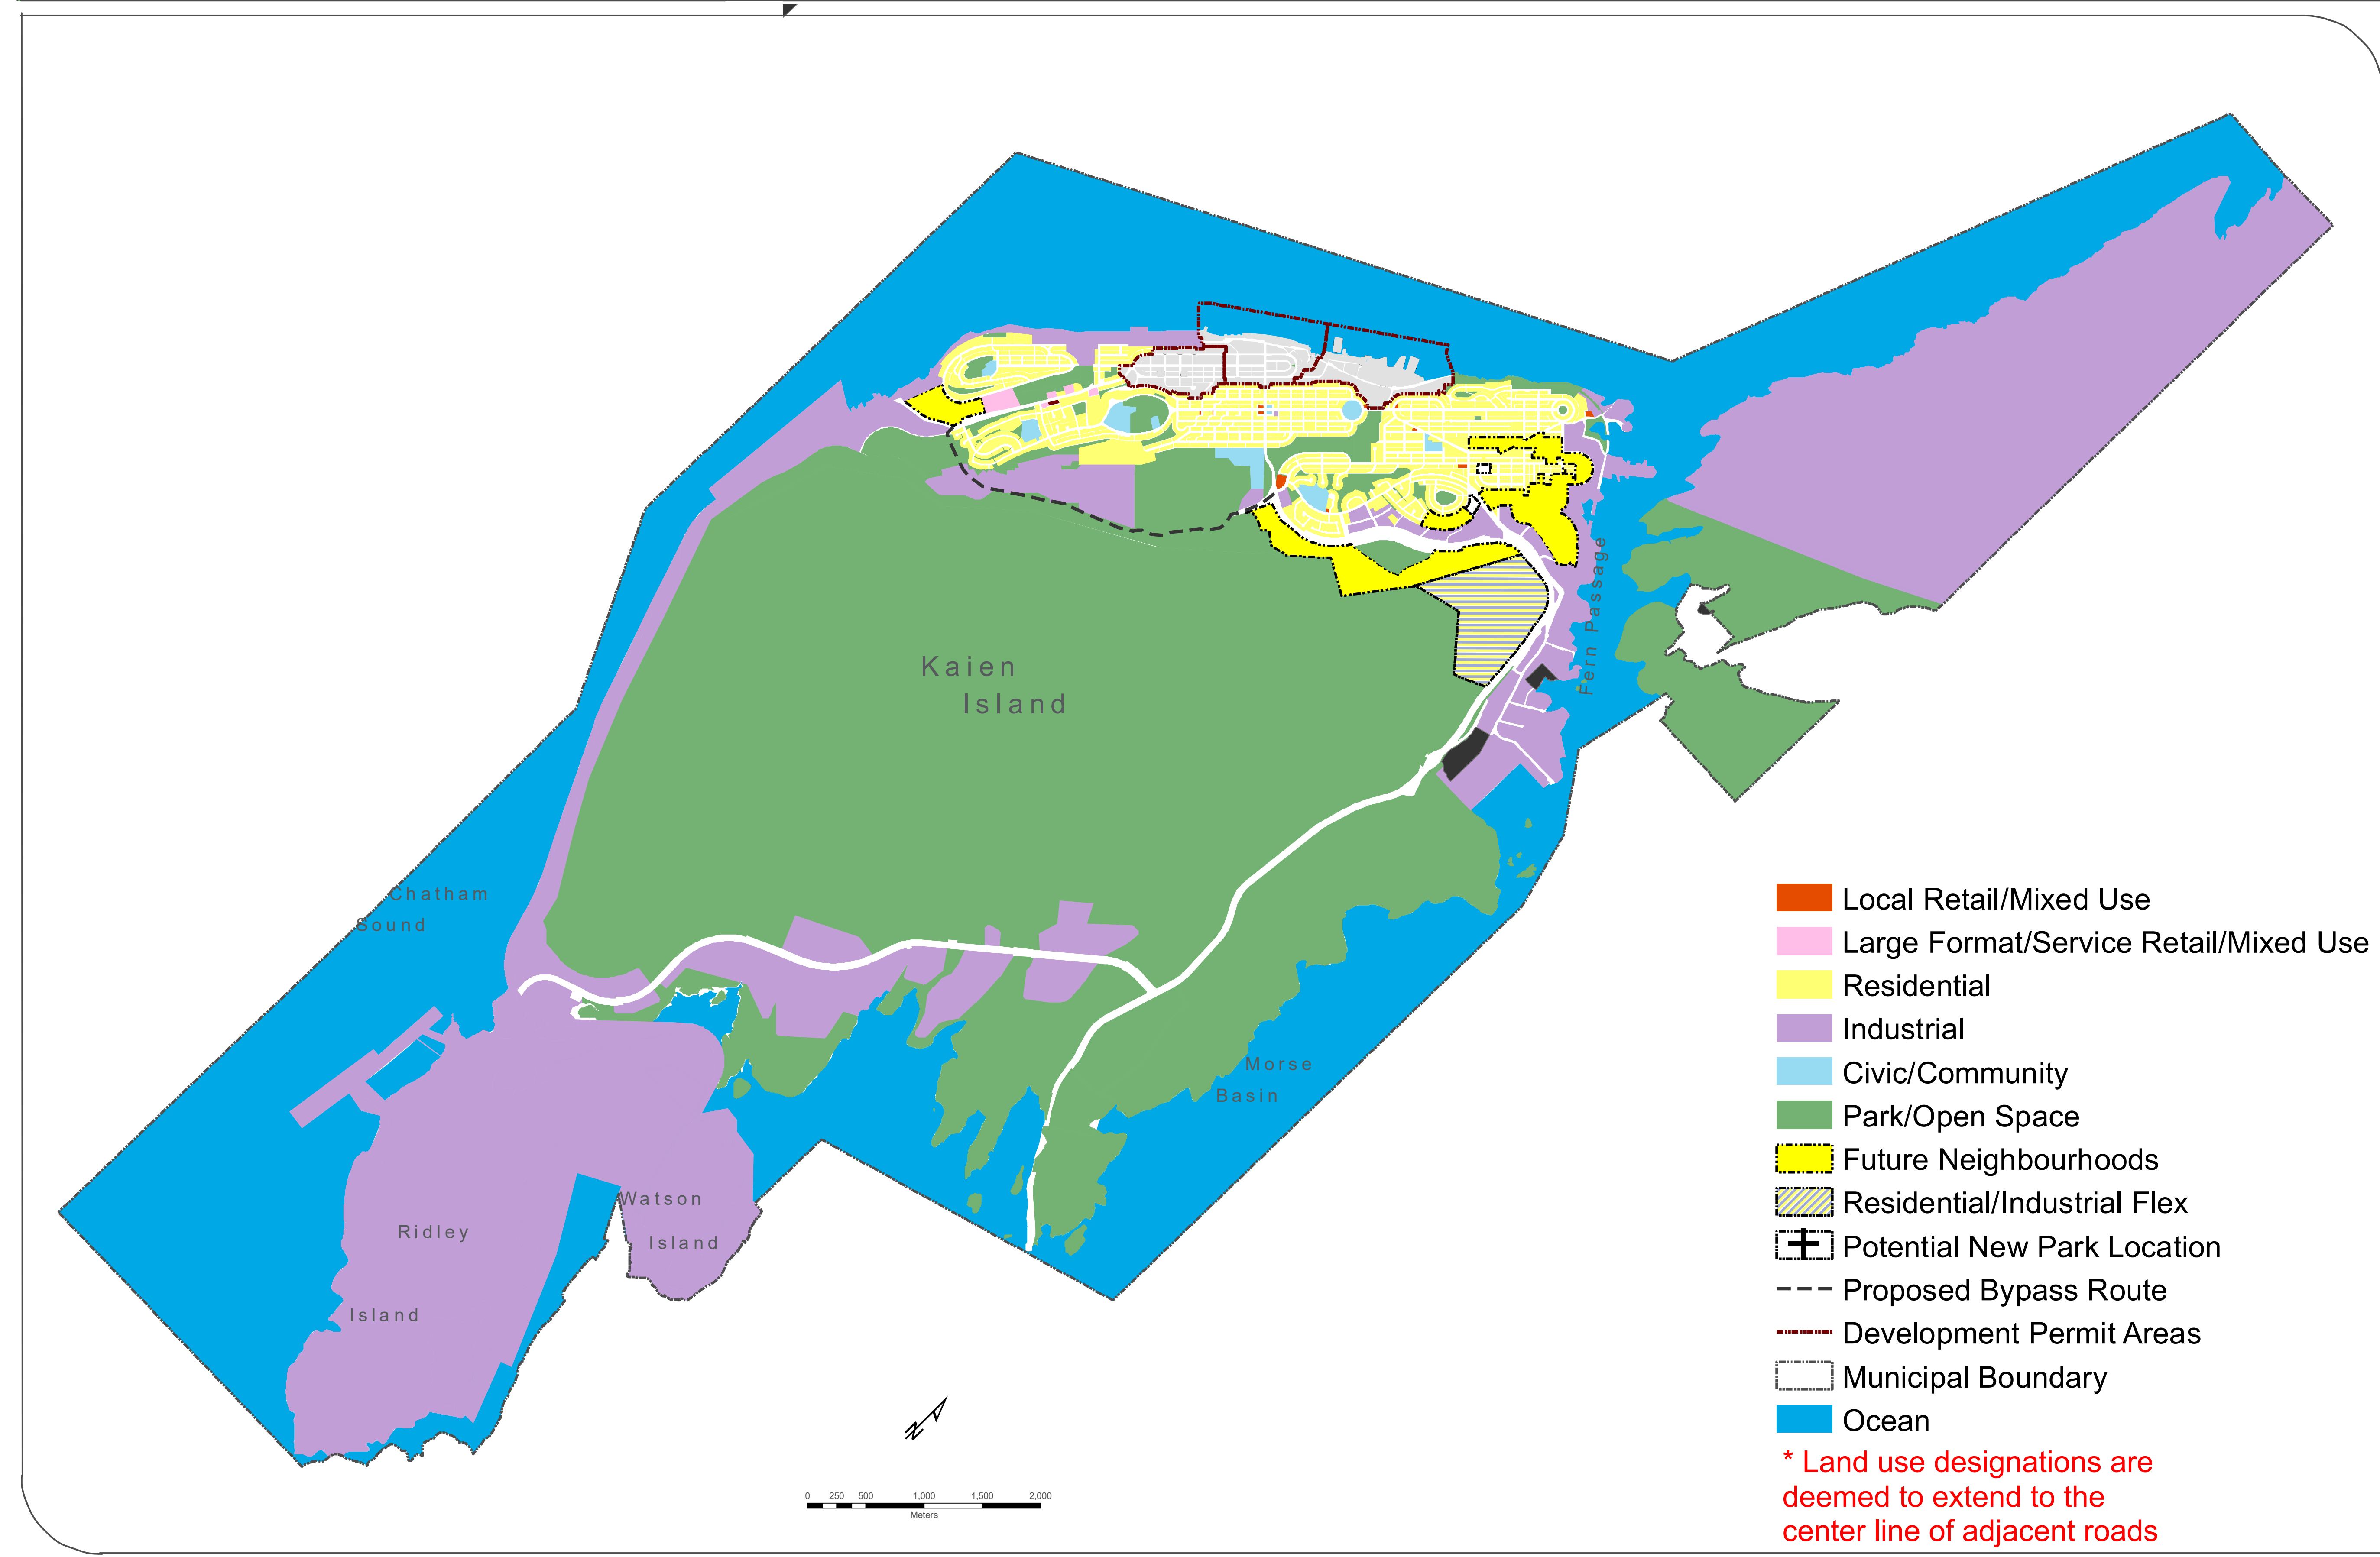 Kaien
Island
Fern Passage
Chatham
Sound
Morse
Basin
Watson
Island
Ridley
Island
N
0 250 500 1,000 1,500 2,000
Meters
Local Retail/Mixed Use
Large Format/Service Retail/Mixed Use
Residential
Industrial
Civic/Community
Park/Open Space
Future Neighbourhoods
Residential/Industrial Flex
Potential New Park Location
Proposed Bypass Route
Development Permit Areas
Municipal Boundary
Ocean
* Land use designations are
deemed to extend to the
center line of adjacent roads